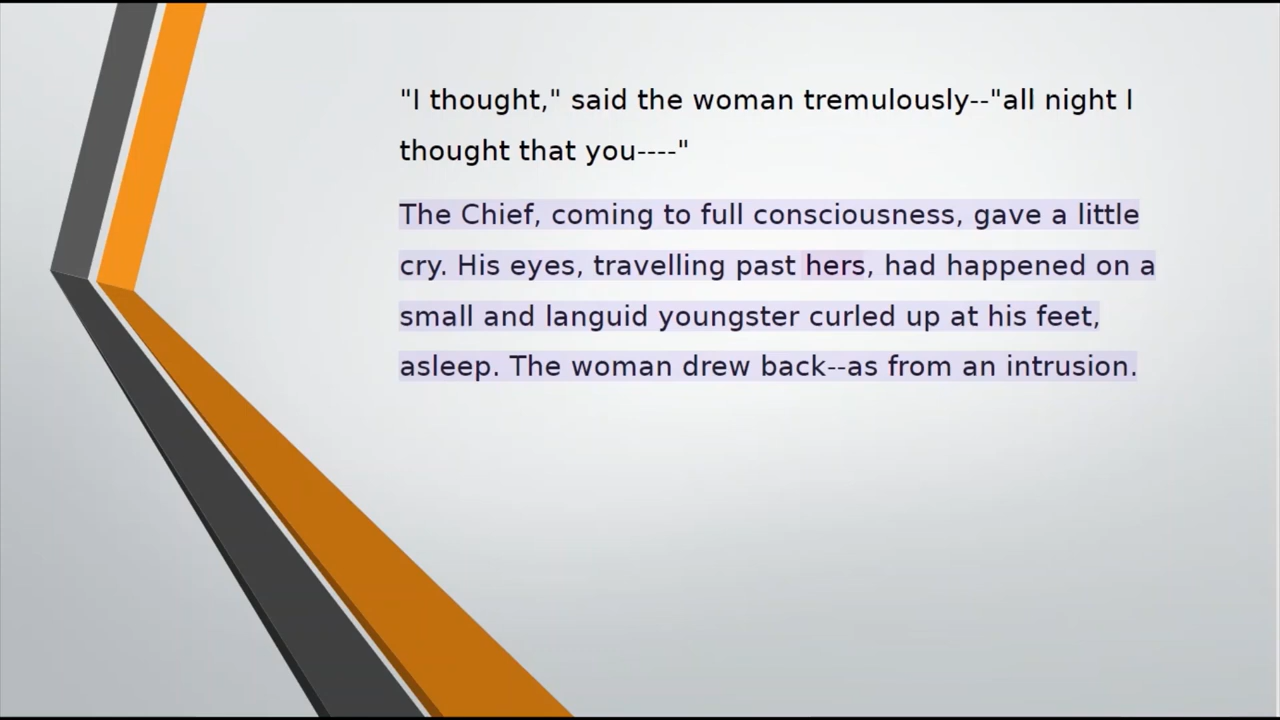 "I thought," said the woman tremulously--"all night I
thought that you----"
The Chief, coming to full consciousness, gave a little
cry. His eyes, travelling past hers, had happened on a
small and languid youngster curled up at his feet,
asleep. The woman drew back--as from an intrusion.